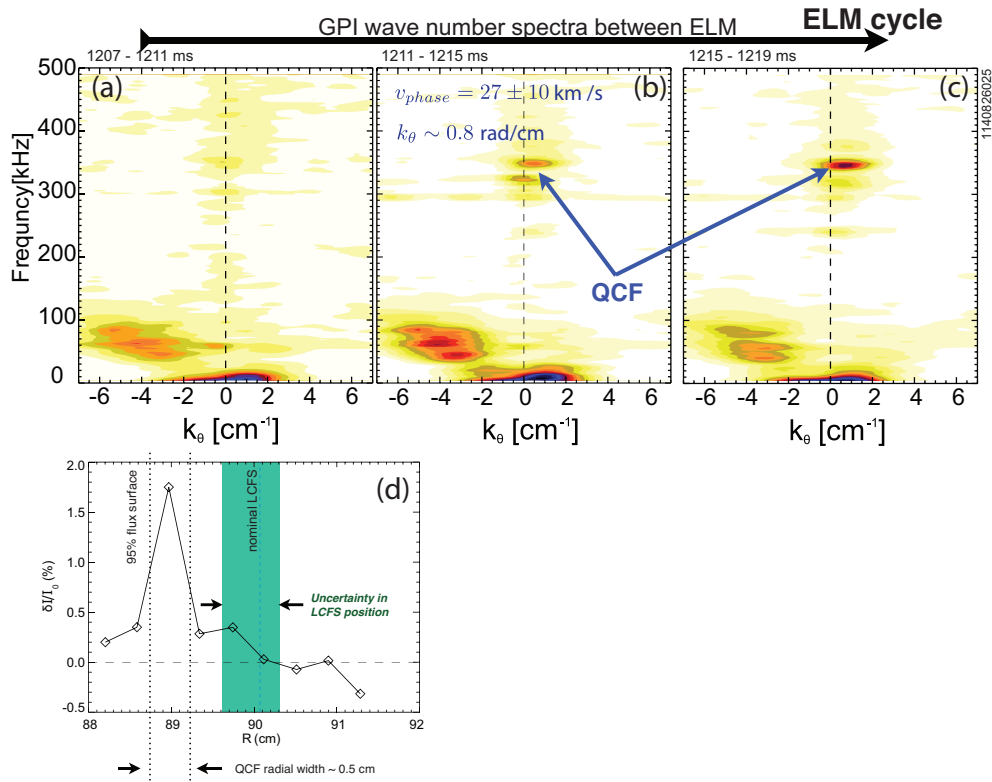 GPI wave number spectra between ELM
ELM cycle
1207 - 1211 ms
1211 - 1215 ms
1215 - 1219 ms
(a)
(b)
(c)
v_phase = 27 ± 10 km /s
k_θ ∼ 0.8 rad/cm
QCF
1140826025
Frequncy[kHz]
500
400
300
200
100
0
-6 -4 -2 0 2 4 6
-6 -4 -2 0 2 4 6
-6 -4 -2 0 2 4 6
k_θ [cm⁻¹]
k_θ [cm⁻¹]
k_θ [cm⁻¹]
(d)
δI/I₀ (%)
2.0
1.5
1.0
0.5
0.0
-0.5
95% flux surface
nominal LCFS
Uncertainty in
LCFS position
88 89 90 91 92
R (cm)
QCF radial width ~ 0.5 cm